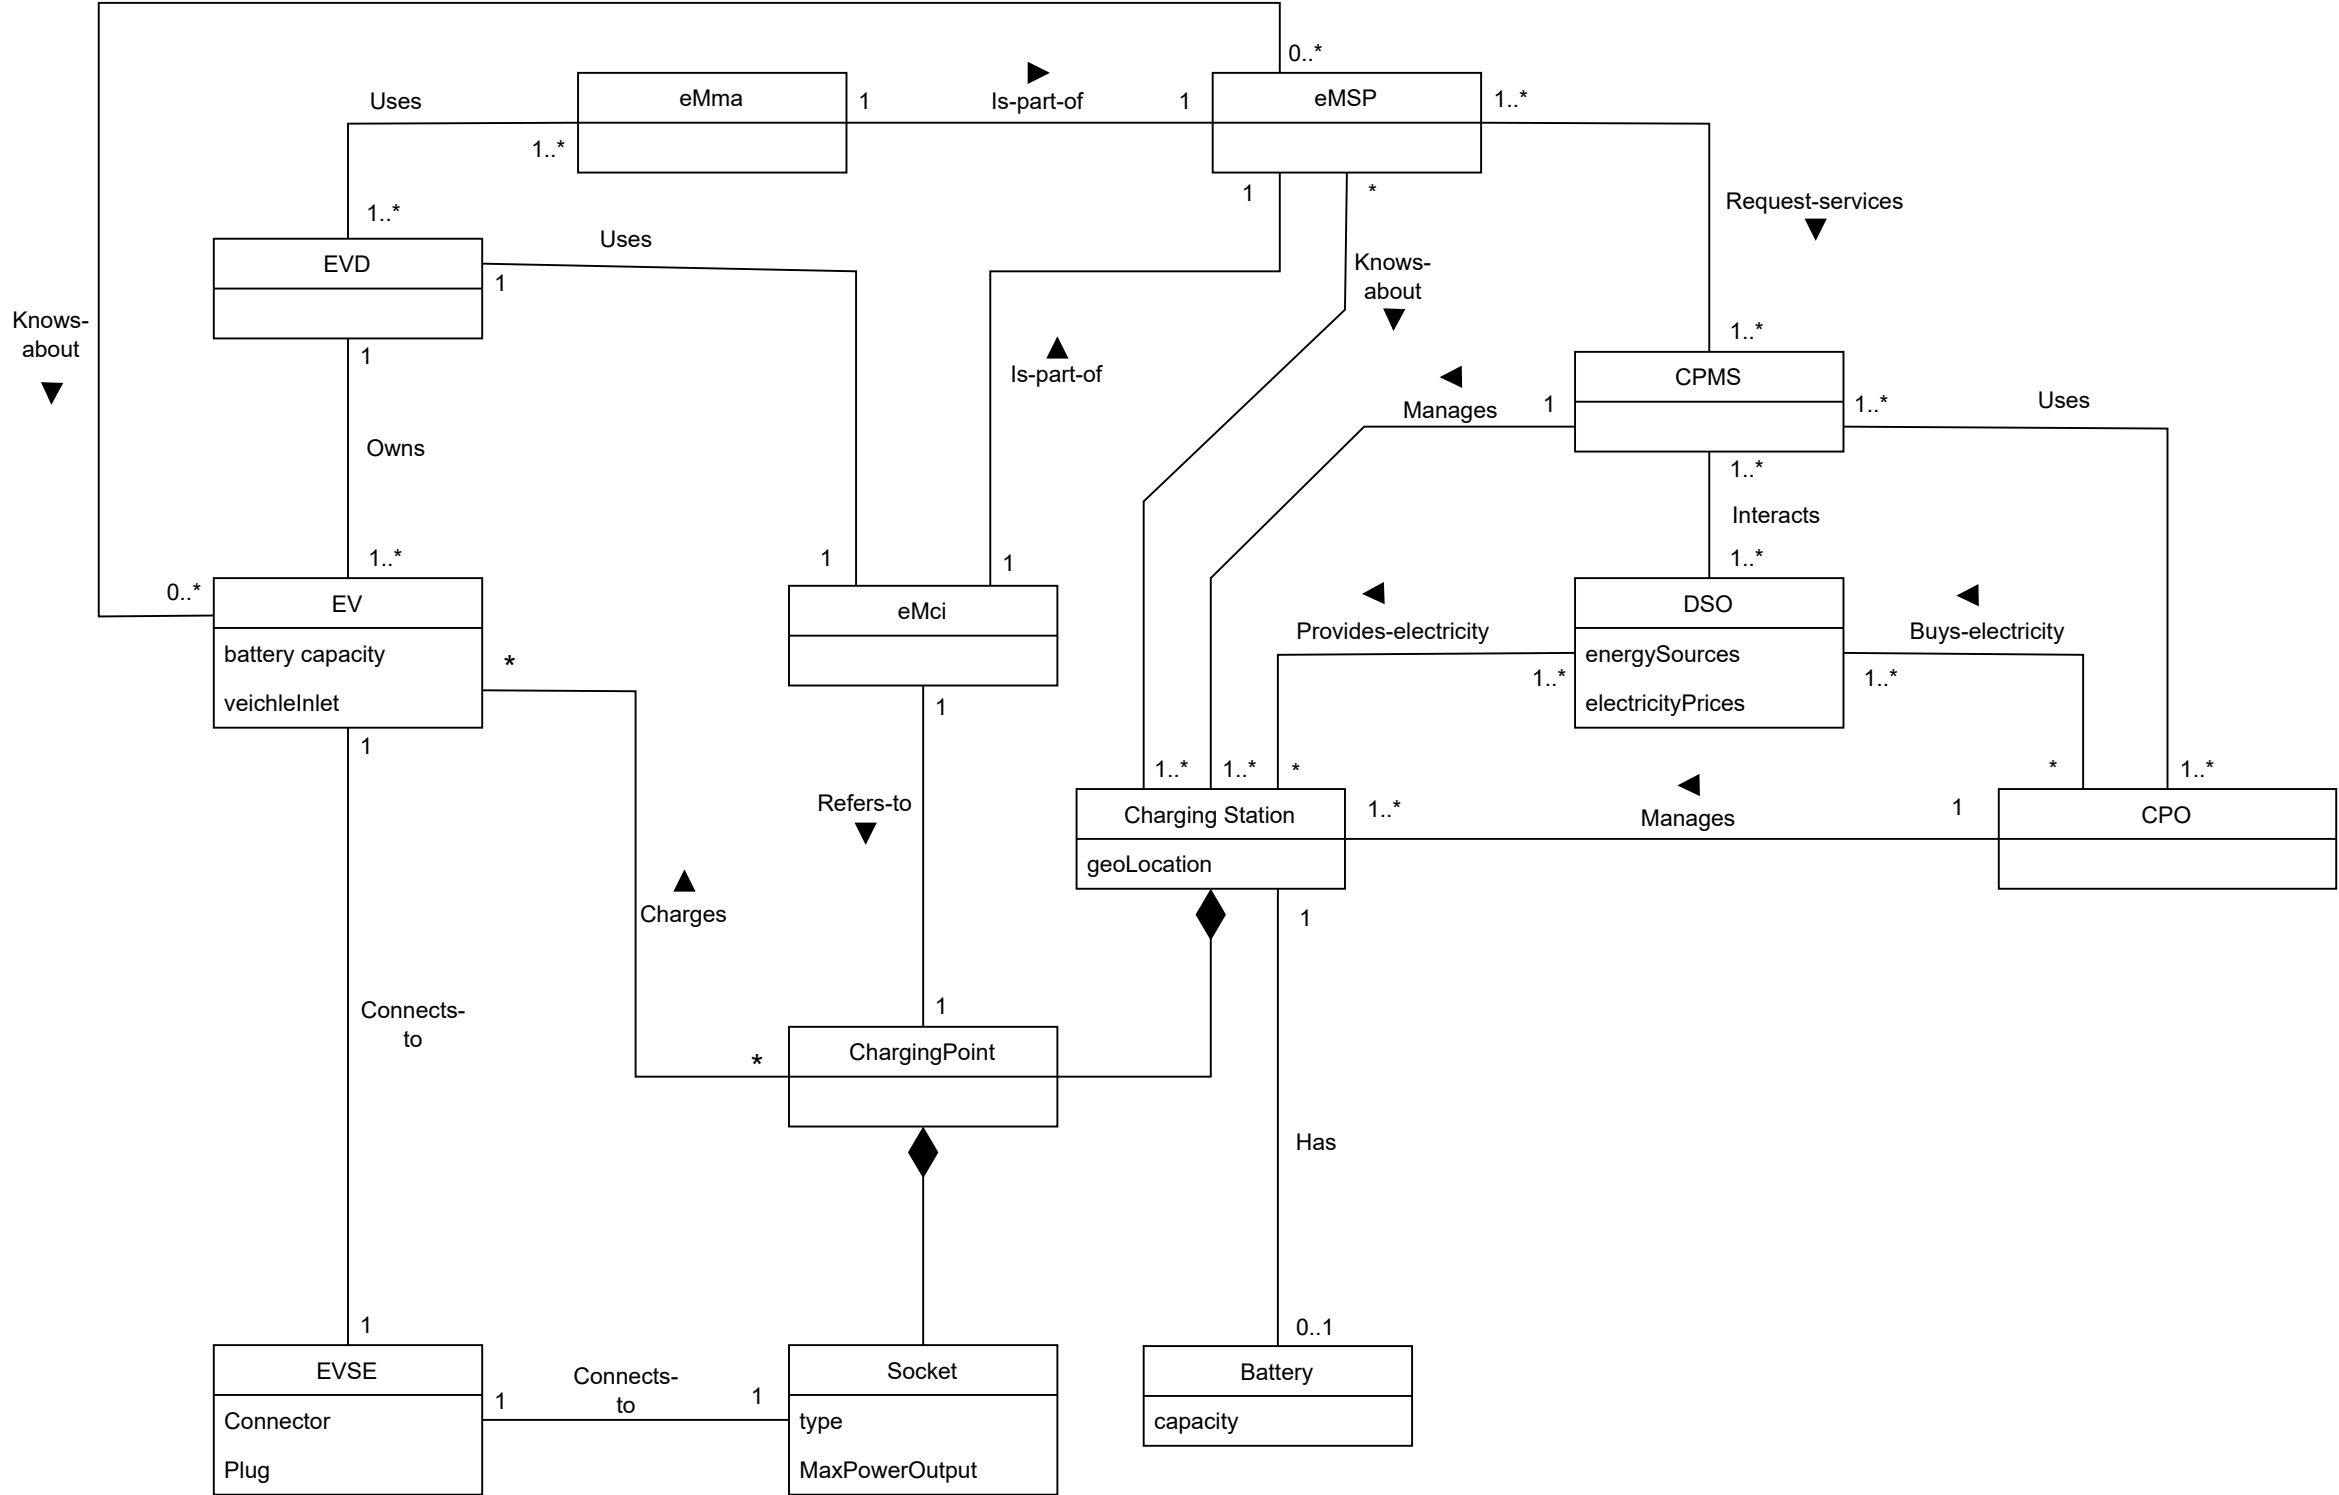 0..*
Uses
eMma
1
Is-part-of
1
eMSP
1..*
1..*
1
*
Request-services
1..*
Uses
EVD
1
Knows-
about
Knows-
about
1
Is-part-of
1..*
CPMS
Manages
1
1..*
Uses
Owns
1..*
Interacts
1..*
1
1
1..*
0..*
EV
battery capacity
veichleInlet
*
eMci
Provides-electricity
1..*
DSO
energySources
electricityPrices
Buys-electricity
1..*
1
1
Refers-to
1..*
1..*
*
*
1..*
Charging Station
geoLocation
1..*
Manages
1
CPO
Charges
1
Connects-
to
1
*
ChargingPoint
Has
1
0..1
EVSE
Connector
Plug
1
Connects-
to
1
Socket
type
MaxPowerOutput
Battery
capacity